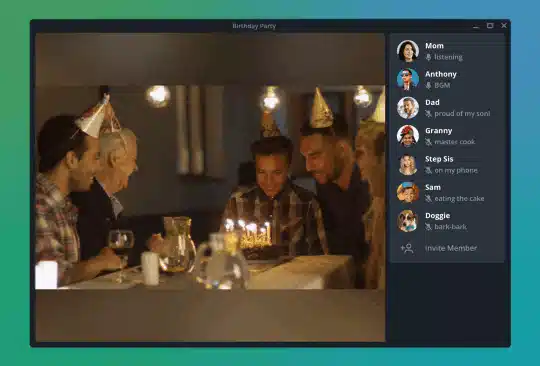 Birthday Party
Mom
listening
Anthony
BGM
Dad
proud of my son!
Granny
master cook
Step Sis
on my phone
Sam
eating the cake
Doggie
bark-bark
Invite Member